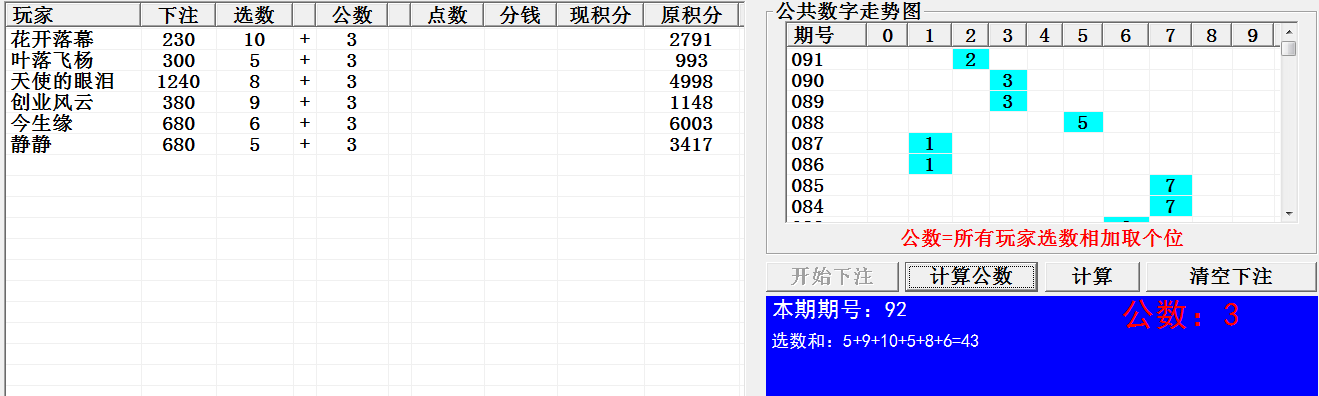 玩家 下注 选数 公数 点数 分钱 现积分 原积分
花开落幕 230 10 + 3 2791
叶落飞杨 300 5 + 3 993
天使的眼泪 1240 8 + 3 4998
创业风云 380 9 + 3 1148
今生缘 680 6 + 3 6003
静静 680 5 + 3 3417
公共数字走势图
期号 0 1 2 3 4 5 6 7 8 9
091 2
090 3
089 3
088 5
087 1
086 1
085 7
084 7
公数=所有玩家选数相加取个位
开始下注 计算公数 计算 清空下注
本期期号：92 公数：3
选数和：5+9+10+5+8+6=43